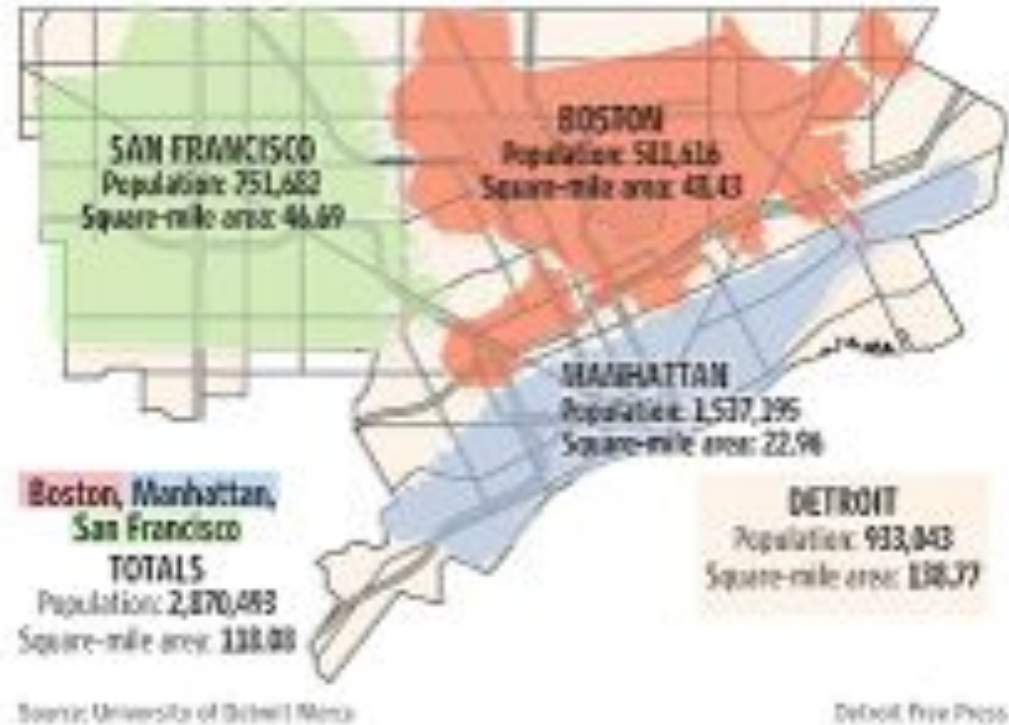 SAN FRANCISCO
Population: 751,682
Square-mile area: 46.69
BOSTON
Population: 581,616
Square-mile area: 48.43
MANHATTAN
Population: 1,537,195
Square-mile area: 22.96
Boston, Manhattan,
San Francisco
TOTALS
Population: 2,870,493
Square-mile area: 118.08
DETROIT
Population:
Square-mile area: 138.77
Source: University of Detroit Mercy
Detroit Free Press